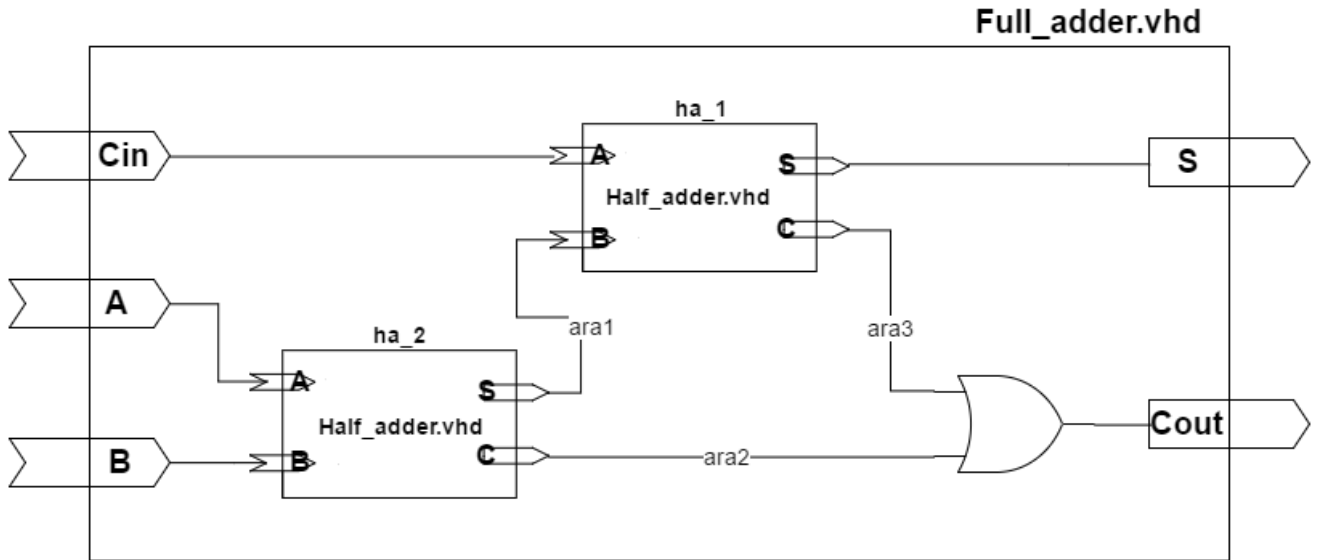 Full_adder.vhd
ha_1
Cin
A
S
S
Half_adder.vhd
B
C
A
ara1
ara3
ha_2
A
S
Half_adder.vhd
Cout
B
B
C
ara2